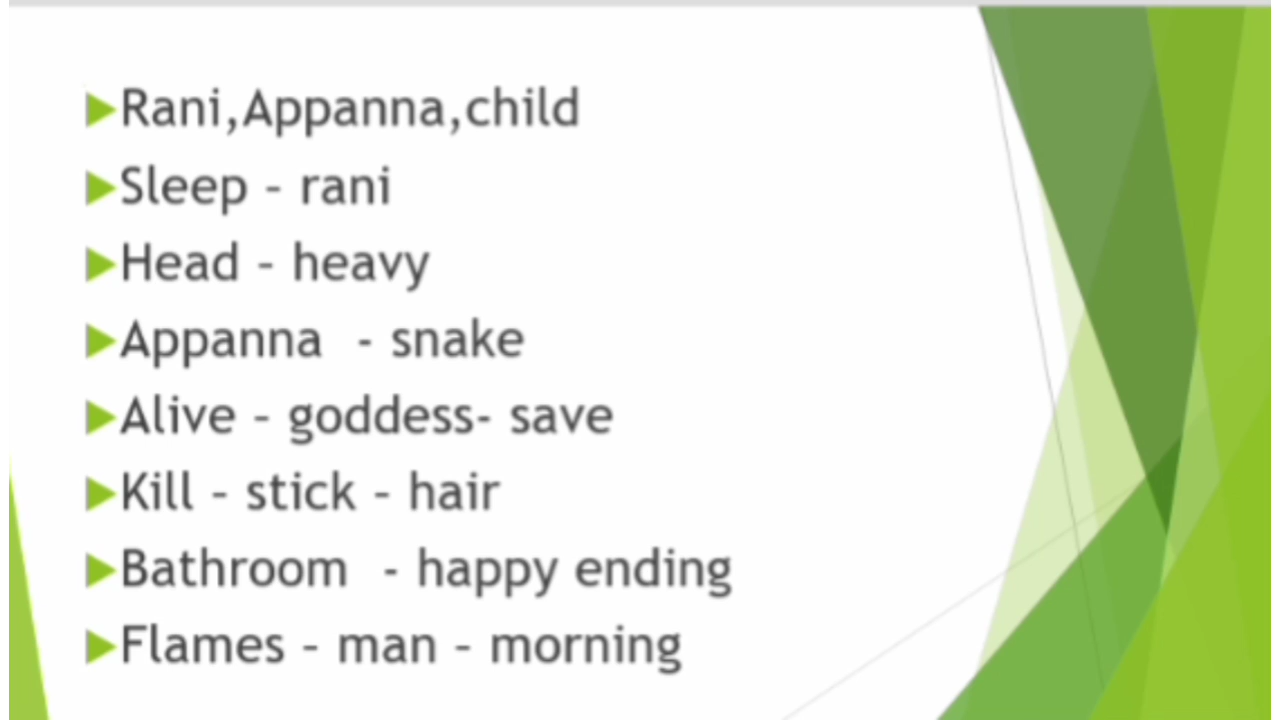 Rani,Appanna,child
Sleep – rani
Head – heavy
Appanna  - snake
Alive – goddess- save
Kill – stick – hair
Bathroom  - happy ending
Flames – man – morning